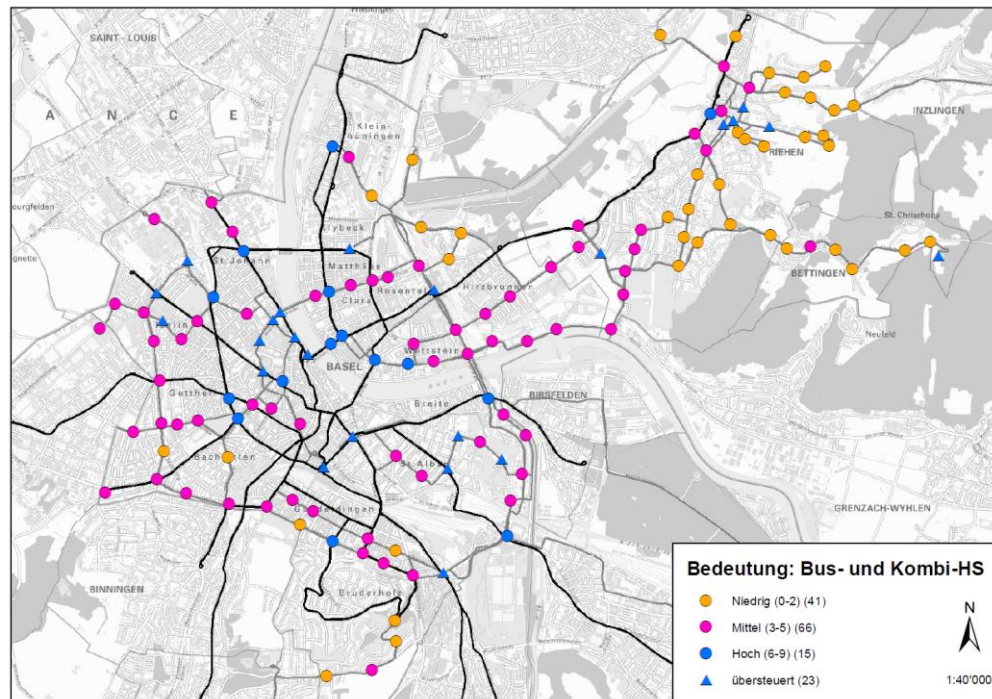 SAINT - LOUIS
A N C E
Klein-
hüningen
INZLINGEN
RIEHEN
St. Chrischona
BETTINGEN
Klybeck
St. Johann
Matthäus
Rosental
Clara
Hirzbrunnen
Neufeld
Wettstein
BASEL
Breite
BIRSFELDEN
Gotthelf
Bachletten
St. Alban
Gundeldingen
GRENZACH-WYHLEN
BINNINGEN
Bruderholz
Bedeutung: Bus- und Kombi-HS
Niedrig (0-2) (41)
Mittel (3-5) (66)
Hoch (6-9) (15)
übersteuert (23)
N
1:40'000